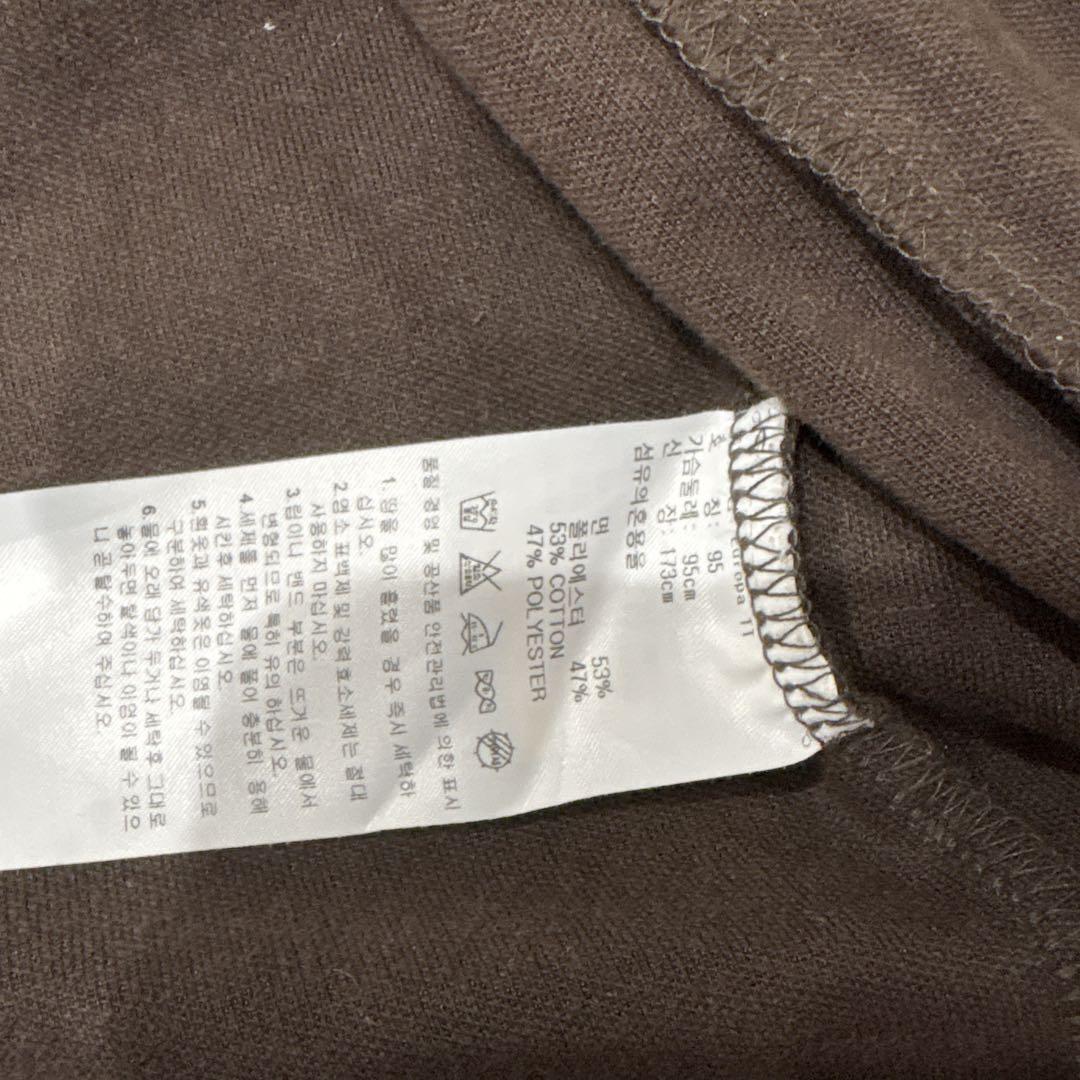 europa II
호 칭: 95
가슴둘레: 95cm
신 장: 173cm
섬유의혼용율
면 53%
폴리에스터 47%
53% COTTON
47% POLYESTER
품질 경영 및 공산품 안전관리법에 의한 표시
1. 땀을 많이 흘렸을 경우 즉시 세탁하
십시오.
2. 염소 표백제 및 강력 효소세제는 절대
사용하지 마십시오.
3. 깃이나 밴드 부분은 뜨거운 물에서
변형되므로 특히 유의 하십시오.
4. 세제를 먼저 물에 풀어 충분히 용해
시킨후 세탁하십시오.
5. 흰옷과 유색옷은 이염될 수 있으므로
구분하여 세탁하십시오.
6. 물에 오래 담가 두거나 세탁후 그대로
놓아두면 탈색이나 이염이 될 수 있으
니 곧 탈수하여 주십시오.